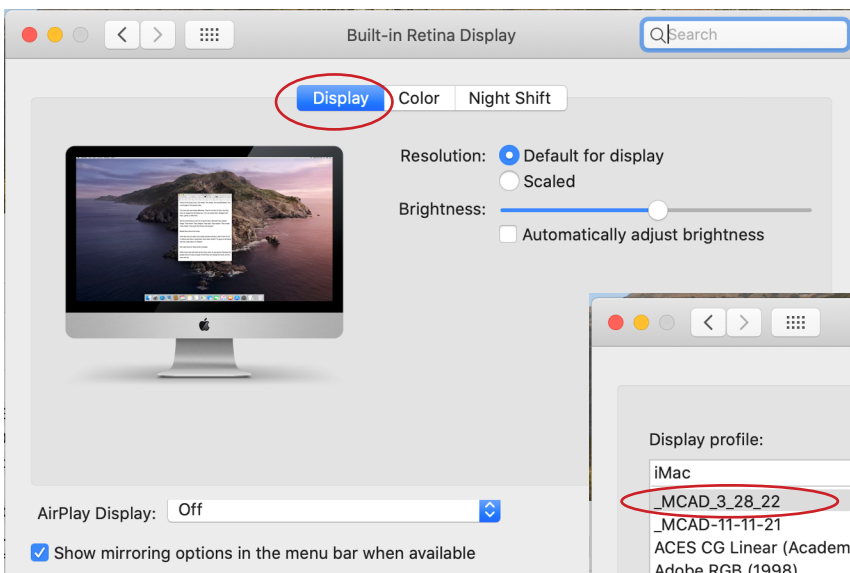 Built-in Retina Display
Search
Display Color Night Shift
Resolution: Default for display
Scaled
Brightness:
Automatically adjust brightness
AirPlay Display: Off
Show mirroring options in the menu bar when available
Display profile:
iMac
_MCAD_3_28_22
_MCAD-11-11-21
ACES CG Linear (Academ
Adobe RGB (1998)